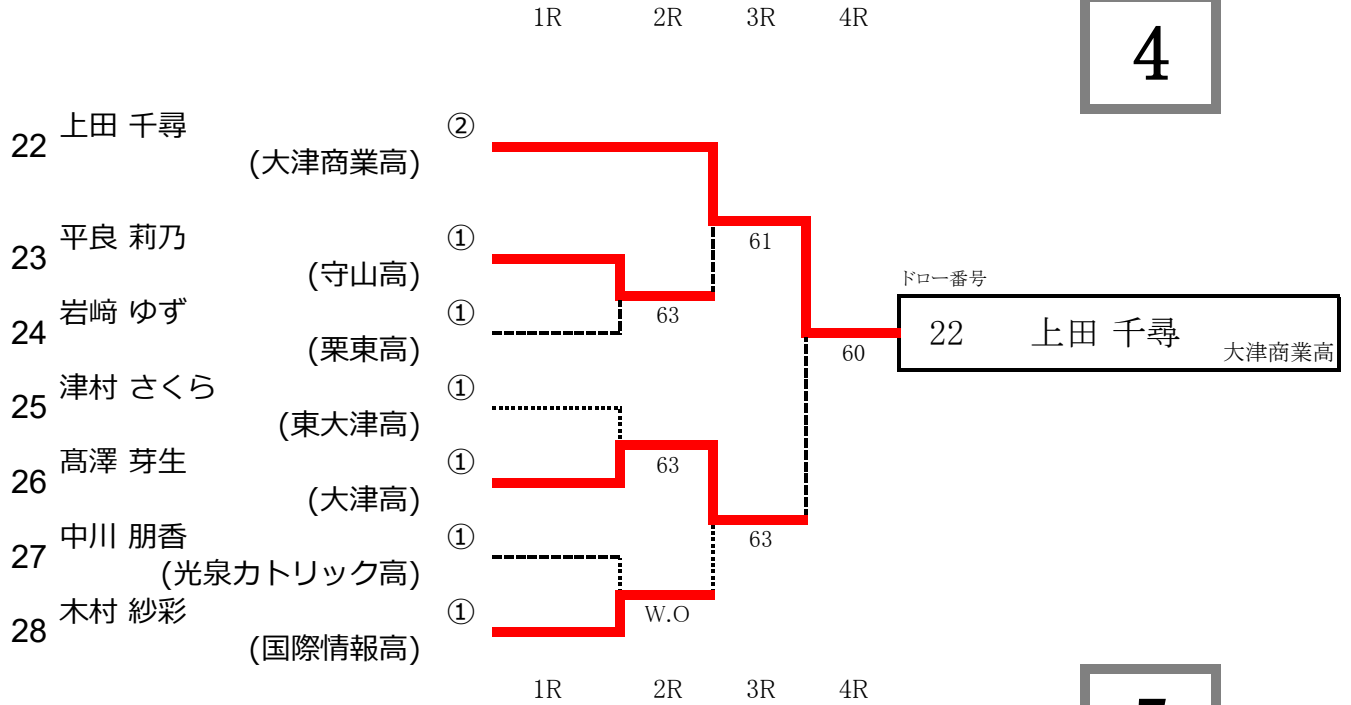 1R 2R 3R 4R
4
22 上田 千尋 ②
(大津商業高)
23 平良 莉乃 ①
(守山高)
61
ドロー番号
24 岩﨑 ゆず ①
63
(栗東高)
22 上田 千尋 大津商業高
60
25 津村 さくら ①
(東大津高)
26 髙澤 芽生 ①
63
(大津高)
27 中川 朋香 ①
63
(光泉カトリック高)
28 木村 紗彩 ①
W.O
(国際情報高)
1R 2R 3R 4R